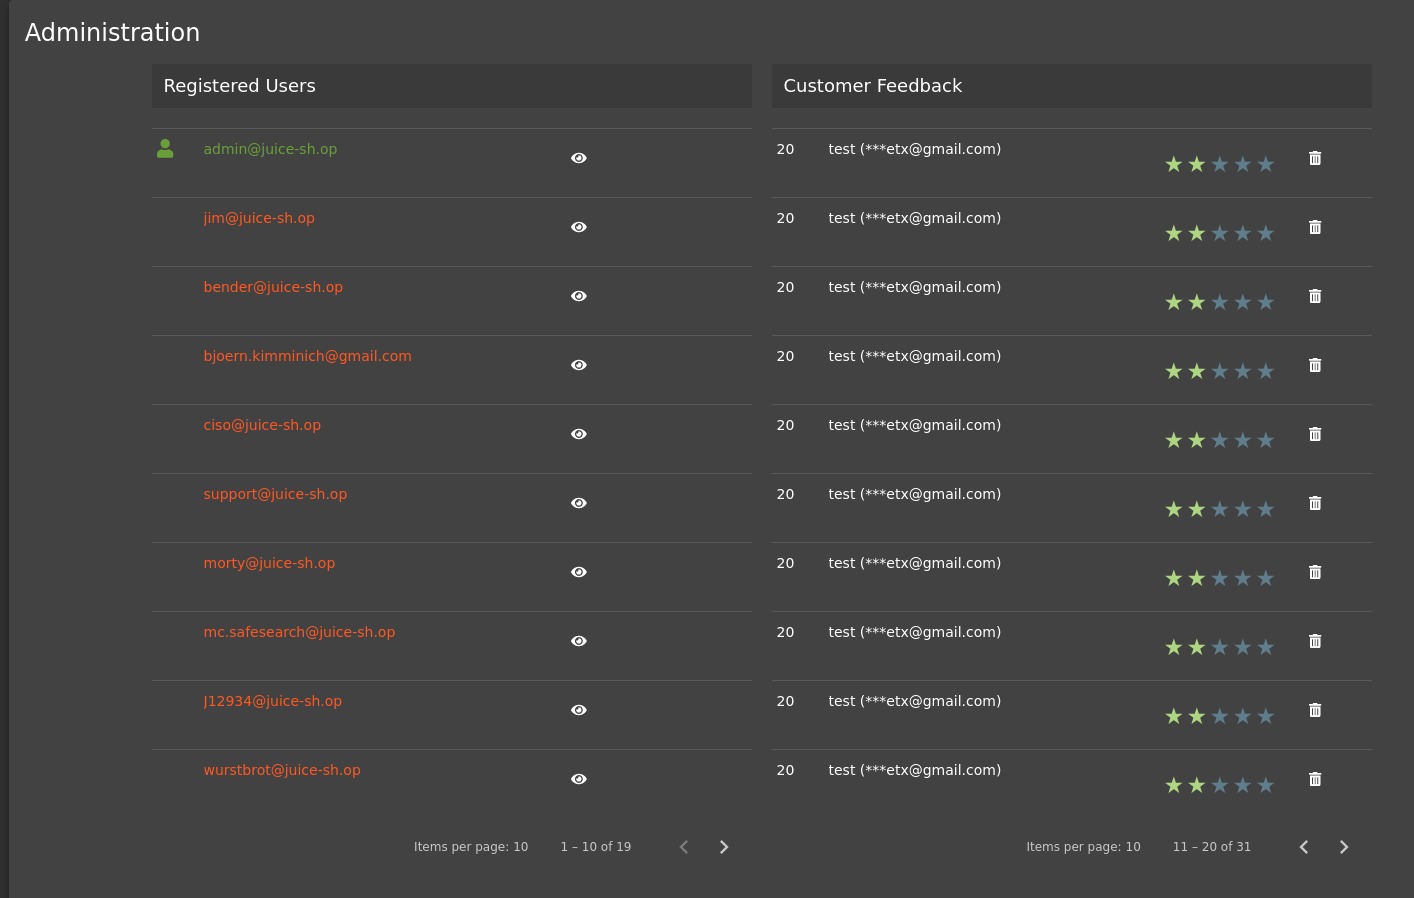 Administration
Registered Users
Customer Feedback
admin@juice-sh.op
20 test (***etx@gmail.com)
jim@juice-sh.op
20 test (***etx@gmail.com)
bender@juice-sh.op
20 test (***etx@gmail.com)
bjoern.kimminich@gmail.com
20 test (***etx@gmail.com)
ciso@juice-sh.op
20 test (***etx@gmail.com)
support@juice-sh.op
20 test (***etx@gmail.com)
morty@juice-sh.op
20 test (***etx@gmail.com)
mc.safesearch@juice-sh.op
20 test (***etx@gmail.com)
J12934@juice-sh.op
20 test (***etx@gmail.com)
wurstbrot@juice-sh.op
20 test (***etx@gmail.com)
Items per page: 10 1 – 10 of 19
Items per page: 10 11 – 20 of 31